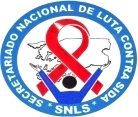 SECRETARIADO NACIONAL DE LUTA CONTRA SIDA
* SNLS *